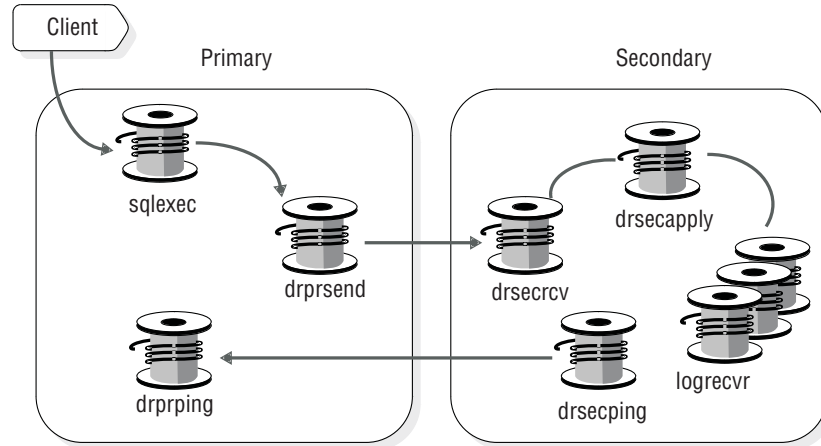 Client
Primary
Secondary
sqlexec
drprsend
drsecrcv
drsecapply
logrecvr
drprping
drsecping